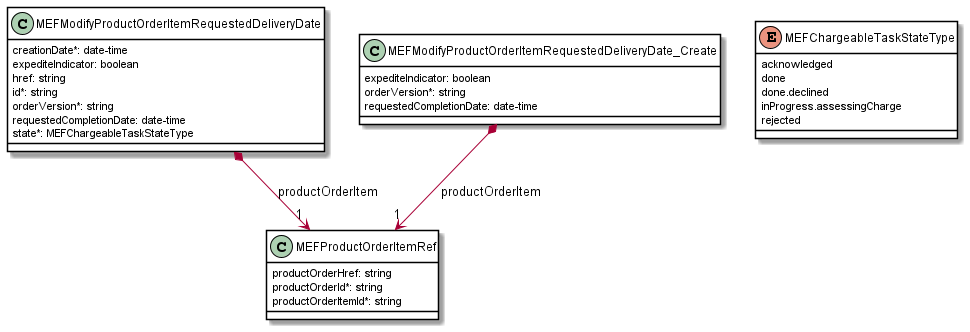 C MEFModifyProductOrderItemRequestedDeliveryDate
creationDate*: date-time
expediteIndicator: boolean
href: string
id*: string
orderVersion*: string
requestedCompletionDate: date-time
state*: MEFChargeableTaskStateType
C MEFModifyProductOrderItemRequestedDeliveryDate_Create
expediteIndicator: boolean
orderVersion*: string
requestedCompletionDate: date-time
E MEFChargeableTaskStateType
acknowledged
done
done.declined
inProgress.assessingCharge
rejected
productOrderItem
1
productOrderItem
1
C MEFProductOrderItemRef
productOrderHref: string
productOrderId*: string
productOrderItemId*: string